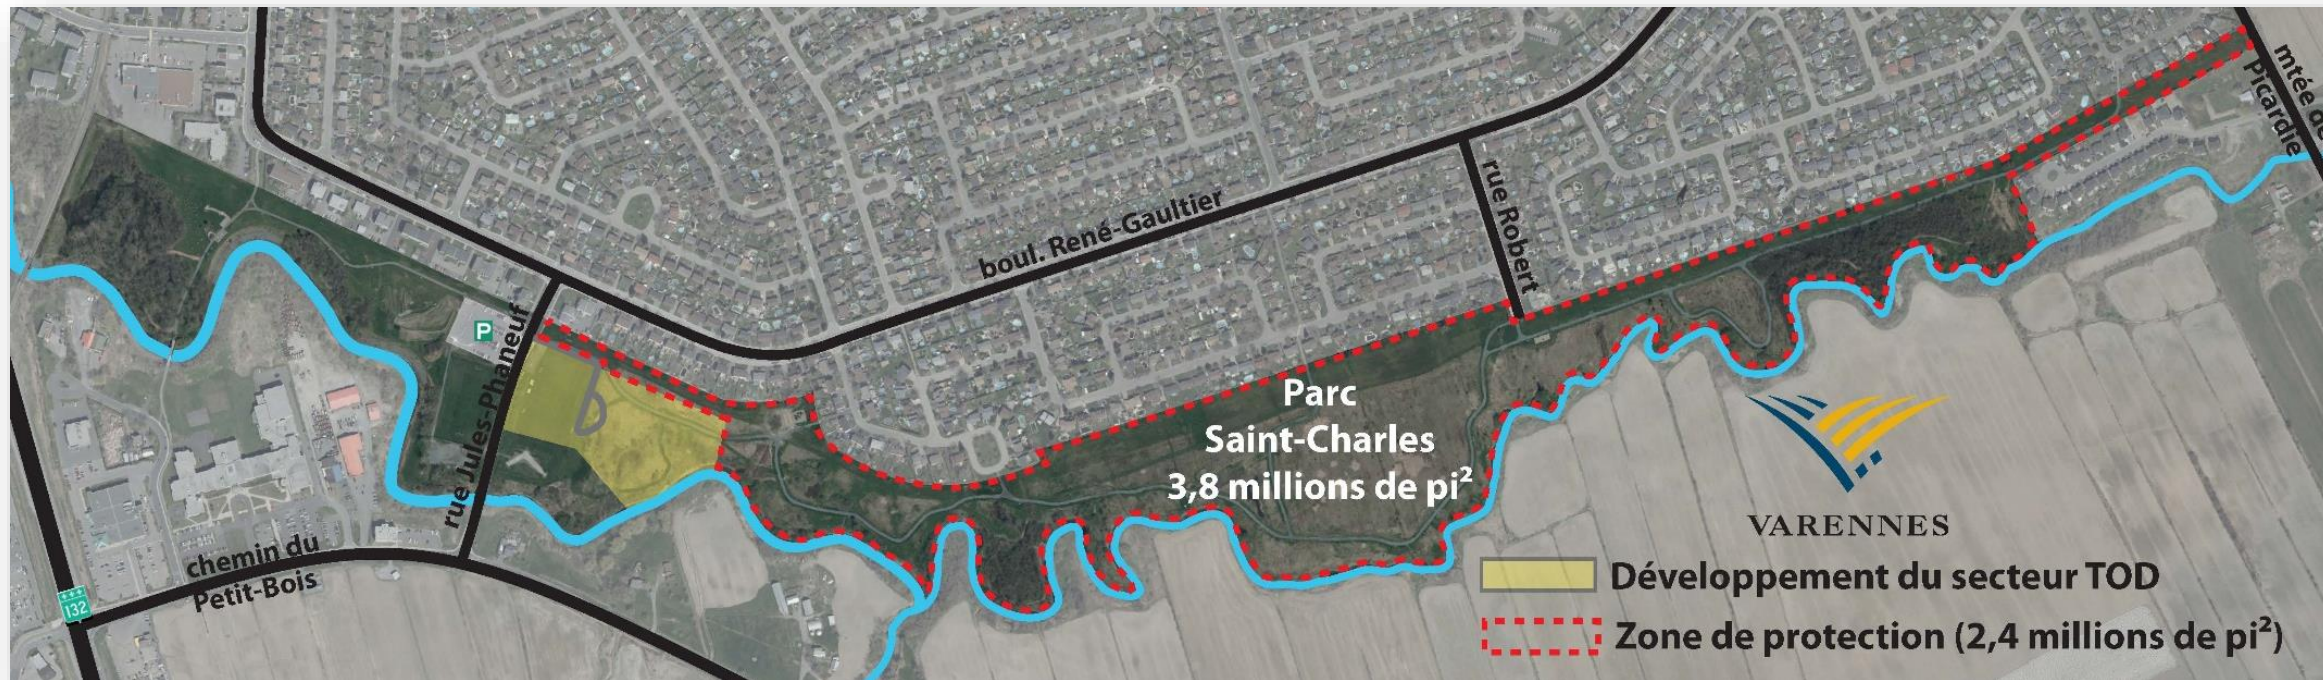 mtée d
Picardie
rue Robert
boul. René-Gaultier
P
rue Jules-Phaneuf
Parc
Saint-Charles
3,8 millions de pi²
VARENNES
chemin du
Petit-Bois
132
Développement du secteur TOD
Zone de protection (2,4 millions de pi²)